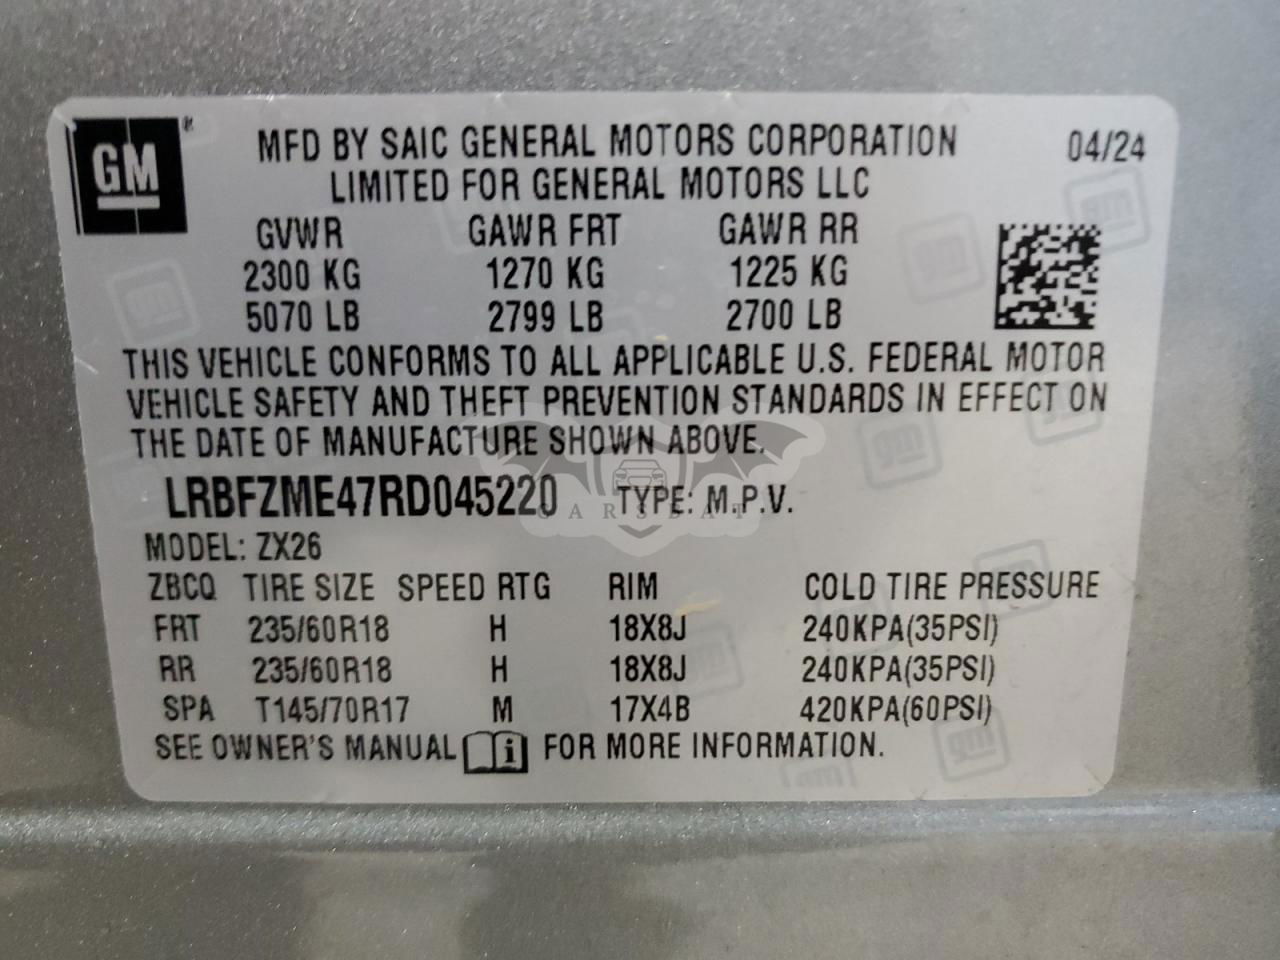 GM
MFD BY SAIC GENERAL MOTORS CORPORATION 04/24
LIMITED FOR GENERAL MOTORS LLC
GVWR GAWR FRT GAWR RR
2300 KG 1270 KG 1225 KG
5070 LB 2799 LB 2700 LB
THIS VEHICLE CONFORMS TO ALL APPLICABLE U.S. FEDERAL MOTOR
VEHICLE SAFETY AND THEFT PREVENTION STANDARDS IN EFFECT ON
THE DATE OF MANUFACTURE SHOWN ABOVE.
LRBFZME47RD045220 TYPE: M.P.V.
CARSBAT
MODEL: ZX26
ZBCQ TIRE SIZE SPEED RTG RIM COLD TIRE PRESSURE
FRT 235/60R18 H 18X8J 240KPA(35PSI)
RR 235/60R18 H 18X8J 240KPA(35PSI)
SPA T145/70R17 M 17X4B 420KPA(60PSI)
SEE OWNER'S MANUAL i FOR MORE INFORMATION.